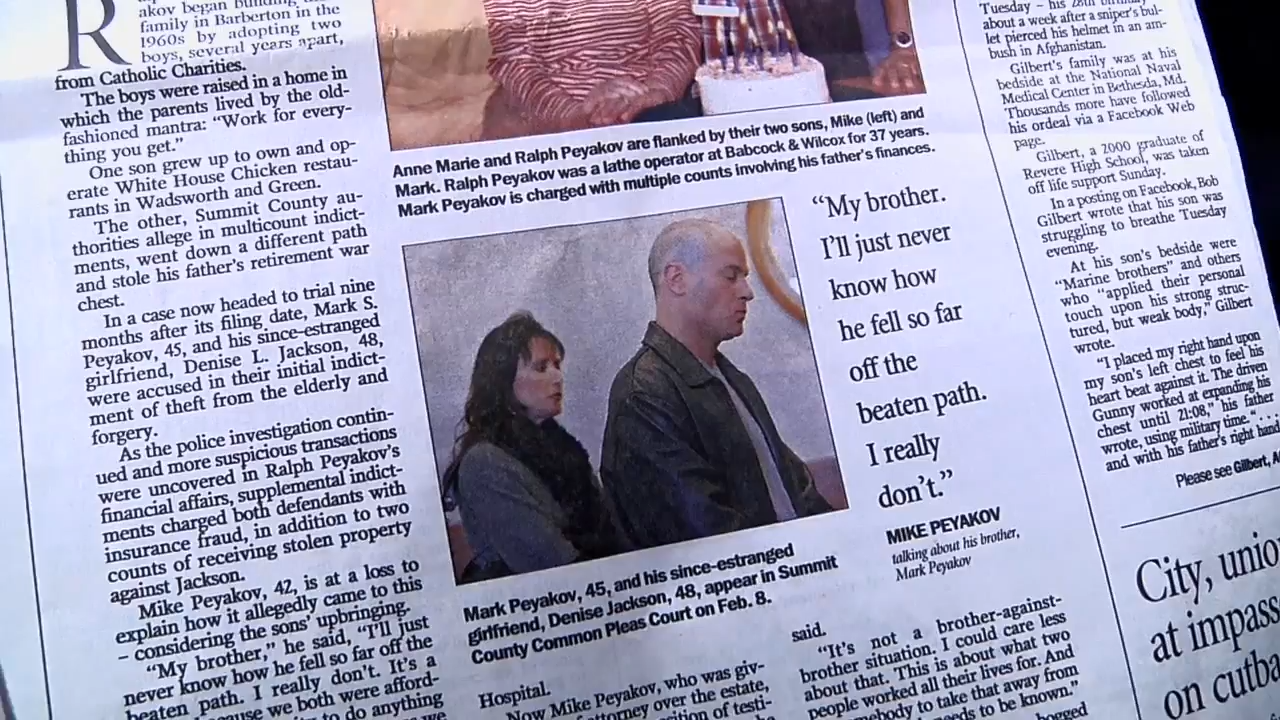 R
akov began building
family in Barberton in the
1960s by adopting two
boys, several years apart,
from Catholic Charities.
The boys were raised in a home in
which the parents lived by the old-
fashioned mantra: “Work for every-
thing you get.”
One son grew up to own and op-
erate White House Chicken restau-
rants in Wadsworth and Green.
The other, Summit County au-
thorities allege in multicount indict-
ments, went down a different path
and stole his father’s retirement war
chest.
In a case now headed to trial nine
months after its filing date, Mark S.
Peyakov, 45, and his since-estranged
girlfriend, Denise L. Jackson, 48,
were accused in their initial indict-
ment of theft from the elderly and
forgery.
As the police investigation contin-
ued and more suspicious transactions
were uncovered in Ralph Peyakov’s
financial affairs, supplemental indict-
ments charged both defendants with
insurance fraud, in addition to two
counts of receiving stolen property
against Jackson.
Mike Peyakov, 42, is at a loss to
explain how it allegedly came to this
– considering the sons’ upbringing.
“My brother,” he said, “I’ll just
never know how he fell so far off the
beaten path. I really don’t. It’s a
we both were afford-
to do anything
Anne Marie and Ralph Peyakov are flanked by their two sons, Mike (left) and
Mark. Ralph Peyakov was a lathe operator at Babcock & Wilcox for 37 years.
Mark Peyakov is charged with multiple counts involving his father’s finances.
Mark Peyakov, 45, and his since-estranged
girlfriend, Denise Jackson, 48, appear in Summit
County Common Pleas Court on Feb. 8.
Hospital.
Now Mike Peyakov, who was giv-
attorney over the estate,
of testi-
“My brother.
I’ll just never
know how
he fell so far
off the
beaten path.
I really
don’t.”
MIKE PEYAKOV
talking about his brother,
Mark Peyakov
said.
“It’s not a brother-against-
brother situation. I could care less
about that. This is about what two
people worked all their lives for. And
somebody to take that away from
needs to be known.”
Tuesday – his 28th birthday
about a week after a sniper’s bul-
let pierced his helmet in an am-
bush in Afghanistan.
Gilbert’s family was at his
bedside at the National Naval
Medical Center in Bethesda, Md.
Thousands more have followed
his ordeal via a Facebook Web
page.
Gilbert, a 2000 graduate of
Revere High School, was taken
off life support Sunday.
In a posting on Facebook, Bob
Gilbert wrote that his son was
struggling to breathe Tuesday
evening.
At his son’s bedside were
“Marine brothers” and others
who “applied their personal
touch upon his strong struc-
tured, but weak body,” Gilbert
wrote.
“I placed my right hand upon
my son’s left chest to feel his
heart beat against it. The driven
Gunny worked at expanding his
chest until 21:08,” his father
wrote, using military time. “. . .
and with his father’s right hand
Please see Gilbert, A
City, unio
at impass
on cutba